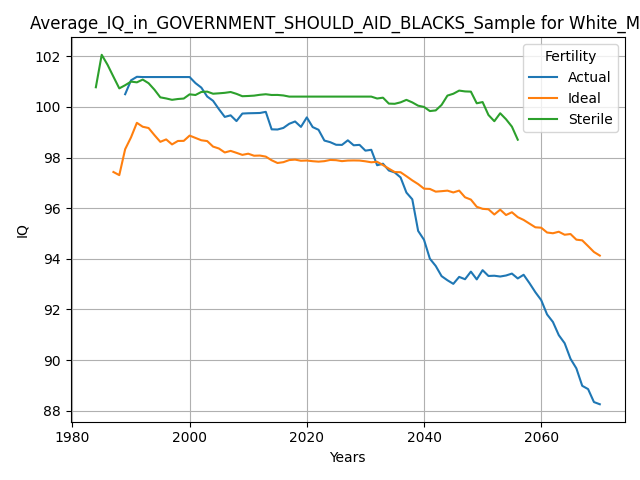 Average_IQ_in_GOVERNMENT_SHOULD_AID_BLACKS_Sample for White_M
Fertility
Actual
Ideal
Sterile
IQ
102
100
98
96
94
92
90
88
1980
2000
2020
2040
2060
Years